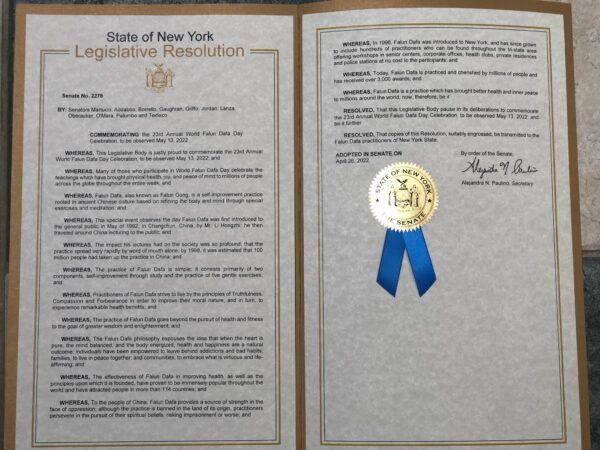 State of New York
Legislative Resolution
Senate No. 2278
BY: Senators Martucci, Addabbo, Borrello, Gaughran, Griffo, Jordan, Lanza,
Oberacker, O'Mara, Palumbo and Tedisco
COMMEMORATING the 23rd Annual World Falun Dafa Day
Celebration, to be observed May 13, 2022
WHEREAS, This Legislative Body is justly proud to commemorate the 23rd Annual
World Falun Dafa Day Celebration, to be observed May 13, 2022; and
WHEREAS, Many of those who participate in World Falun Dafa Day celebrate the
teachings which have brought physical health, joy, and peace of mind to millions of people
across the globe throughout the entire week; and
WHEREAS, Falun Dafa, also known as Falun Gong, is a self-improvement practice
rooted in ancient Chinese culture based on refining the body and mind through special
exercises and meditation; and
WHEREAS, This special event observes the day Falun Dafa was first introduced to
the general public in May of 1992, in Changchun, China, by Mr. Li Hongzhi; he then
traveled around China lecturing to the public; and
WHEREAS, The impact his lectures had on the society was so profound, that the
practice spread very rapidly by word of mouth alone; by 1998, it was estimated that 100
million people had taken up the practice in China; and
WHEREAS, The practice of Falun Dafa is simple; it consists primarily of two
components, self-improvement through study and the practice of five gentle exercises;
and
WHEREAS, Practitioners of Falun Dafa strive to live by the principles of Truthfulness,
Compassion and Forbearance in order to improve their moral nature, and in turn, to
experience remarkable health benefits; and
WHEREAS, The practice of Falun Dafa goes beyond the pursuit of health and fitness
to the goal of greater wisdom and enlightenment; and
WHEREAS, The Falun Dafa philosophy espouses the idea that when the heart is
pure, the mind balanced, and the body energized, health and happiness are a natural
outcome; individuals have been empowered to leave behind addictions and bad habits;
families, to live in peace together; and communities, to embrace what is virtuous and life-
affirming; and
WHEREAS, The effectiveness of Falun Dafa in improving health, as well as the
principles upon which it is founded, have proven to be immensely popular throughout the
world and have attracted people in more than 114 countries; and
WHEREAS, To the people of China, Falun Dafa provides a source of strength in the
face of oppression; although the practice is banned in the land of its origin, practitioners
persevere in the pursuit of their spiritual beliefs, risking imprisonment or worse; and
WHEREAS, In 1996, Falun Dafa was introduced to New York, and has since grown
to include hundreds of practitioners who can be found throughout the tri-state area
offering workshops in senior centers, corporate offices, health clubs, private residences
and police stations at no cost to the participants; and
WHEREAS, Today, Falun Dafa is practiced and cherished by millions of people and
has received over 3,000 awards; and
WHEREAS, Falun Dafa is a practice which has brought better health and inner peace
to millions around the world; now, therefore, be it
RESOLVED, That this Legislative Body pause in its deliberations to commemorate
the 23rd Annual World Falun Dafa Day Celebration, to be observed May 13, 2022; and
be it further
RESOLVED, That copies of this Resolution, suitably engrossed, be transmitted to the
Falun Dafa practitioners of New York State.
ADOPTED IN SENATE ON
April 26, 2022
By order of the Senate,
Alejandra N. Paulino
Alejandra N. Paulino, Secretary
STATE OF NEW YORK
THE SENATE